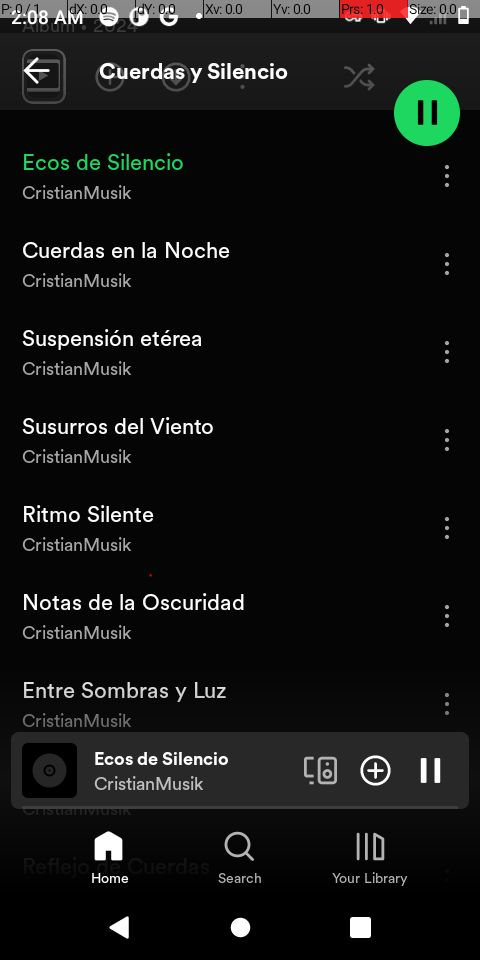 P: 0 / 1 dX: 0.0 dY: 0.0 Xv: 0.0 Yv: 0.0 Prs: 1.0 Size: 0.0
2:08 AM
Álbum • 2024
Cuerdas y Silencio
Ecos de Silencio
CristianMusik
Cuerdas en la Noche
CristianMusik
Suspensión etérea
CristianMusik
Susurros del Viento
CristianMusik
Ritmo Silente
CristianMusik
Notas de la Oscuridad
CristianMusik
Entre Sombras y Luz
CristianMusik
Ecos de Silencio
CristianMusik
CristianMusik
Reflejo de Cuerdas
Home Search Your Library